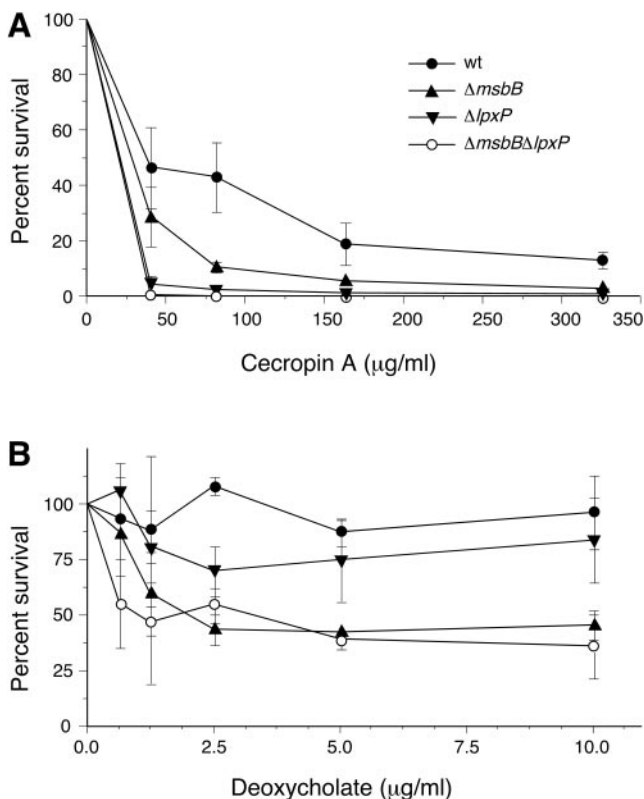 A
100
80
60
40
20
0
Percent survival
wt
ΔmsbB
ΔlpxP
ΔmsbBΔlpxP
0 50 100 150 200 250 300 350
Cecropin A (μg/ml)
B
100
75
50
25
0
Percent survival
0.0 2.5 5.0 7.5 10.0
Deoxycholate (μg/ml)